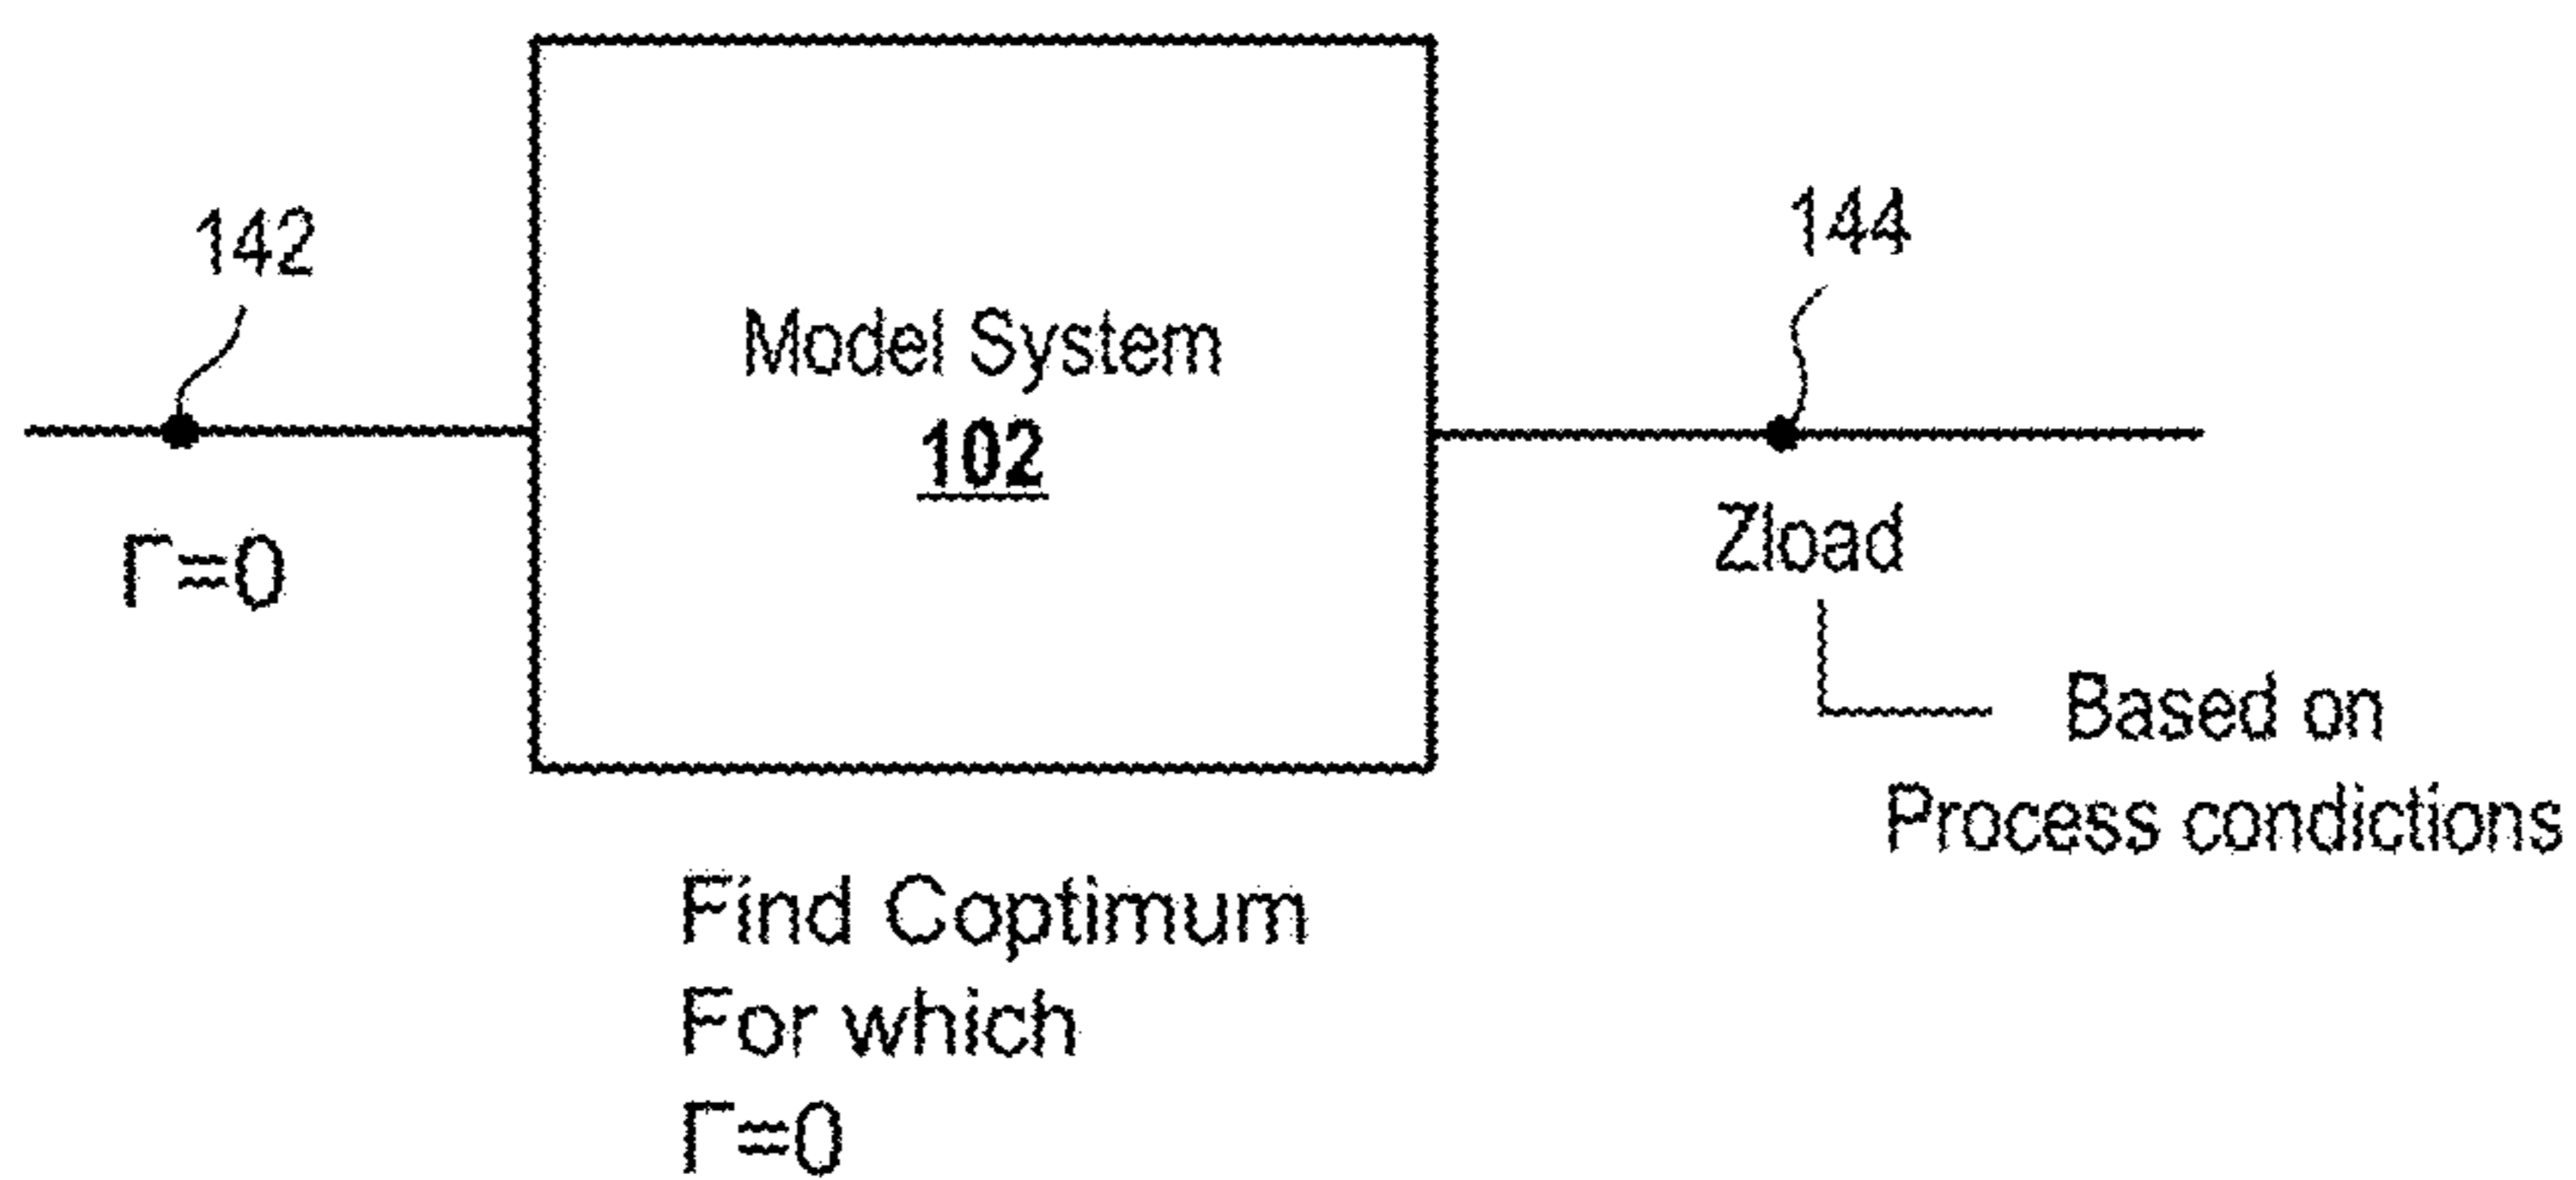 142
144
Model System
102
Γ=0
Zload
Based on
Process condictions
Find Coptimum
For which
Γ=0